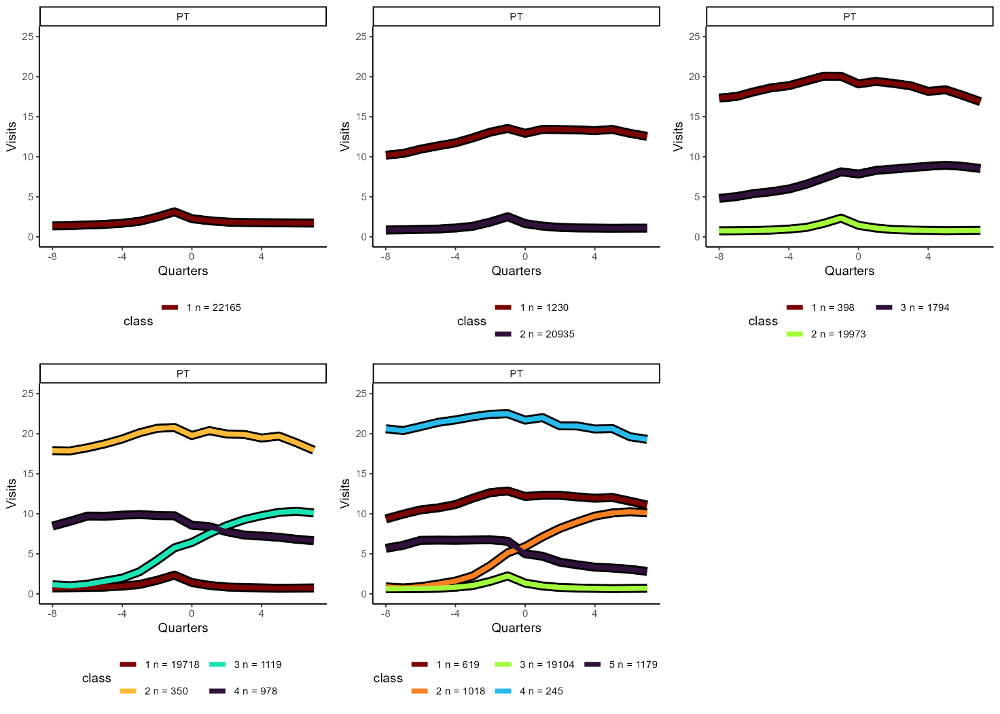 PT
25
20
15
10
5
0
Visits
-8 -4 0 4
Quarters
class
1 n = 22165
PT
25
20
15
10
5
0
Visits
-8 -4 0 4
Quarters
class
1 n = 1230
2 n = 20935
PT
25
20
15
10
5
0
Visits
-8 -4 0 4
Quarters
class
1 n = 398 3 n = 1794
2 n = 19973
PT
25
20
15
10
5
0
Visits
-8 -4 0 4
Quarters
class
1 n = 19718 3 n = 1119
2 n = 350 4 n = 978
PT
25
20
15
10
5
0
Visits
-8 -4 0 4
Quarters
class
1 n = 619 3 n = 19104 5 n = 1179
2 n = 1018 4 n = 245